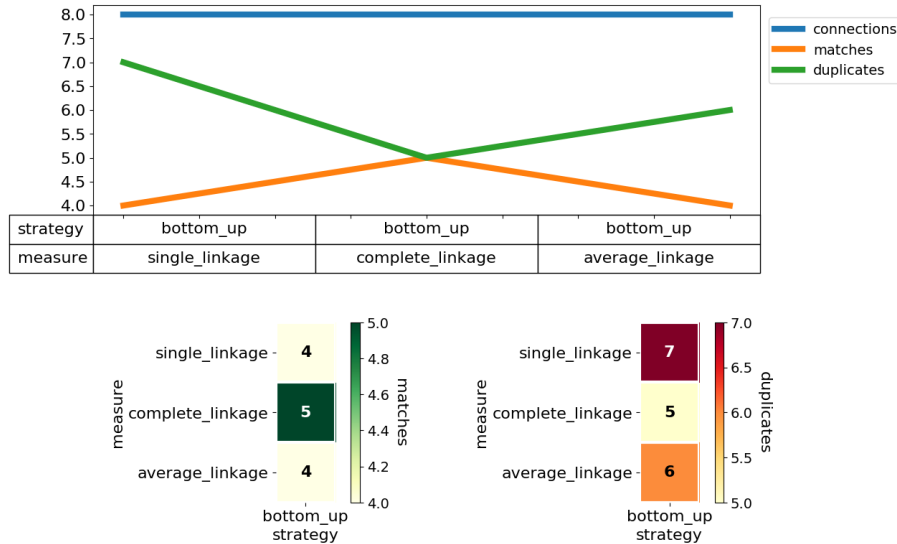 8.0
7.5
7.0
6.5
6.0
5.5
5.0
4.5
4.0
connections
matches
duplicates
strategy bottom_up bottom_up bottom_up
measure single_linkage complete_linkage average_linkage
measure
single_linkage
complete_linkage
average_linkage
4
5
4
bottom_up
strategy
5.0
4.8
4.6
4.4
4.2
4.0
matches
measure
single_linkage
complete_linkage
average_linkage
7
5
6
bottom_up
strategy
7.0
6.5
6.0
5.5
5.0
duplicates